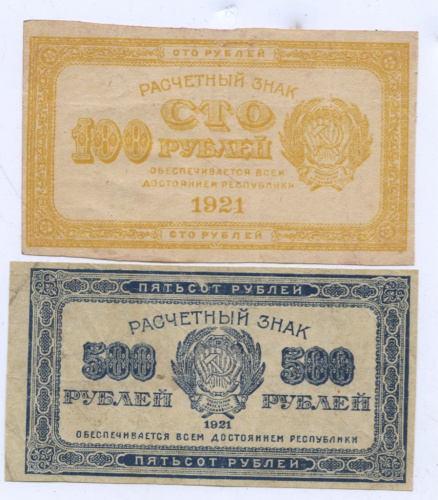 СТО РУБЛЕЙ
РАСЧЕТНЫЙ ЗНАК
СТО
100 РУБЛЕЙ
ОБЕСПЕЧИВАЕТСЯ ВСЕМ
ДОСТОЯНИЕМ РЕСПУБЛИКИ
1921
СТО РУБЛЕЙ
ПЯТЬСОТ РУБЛЕЙ
РАСЧЕТНЫЙ ЗНАК
500 500
РУБЛЕЙ РУБЛЕЙ
1921
ОБЕСПЕЧИВАЕТСЯ ВСЕМ ДОСТОЯНИЕМ РЕСПУБЛИКИ
ПЯТЬСОТ РУБЛЕЙ